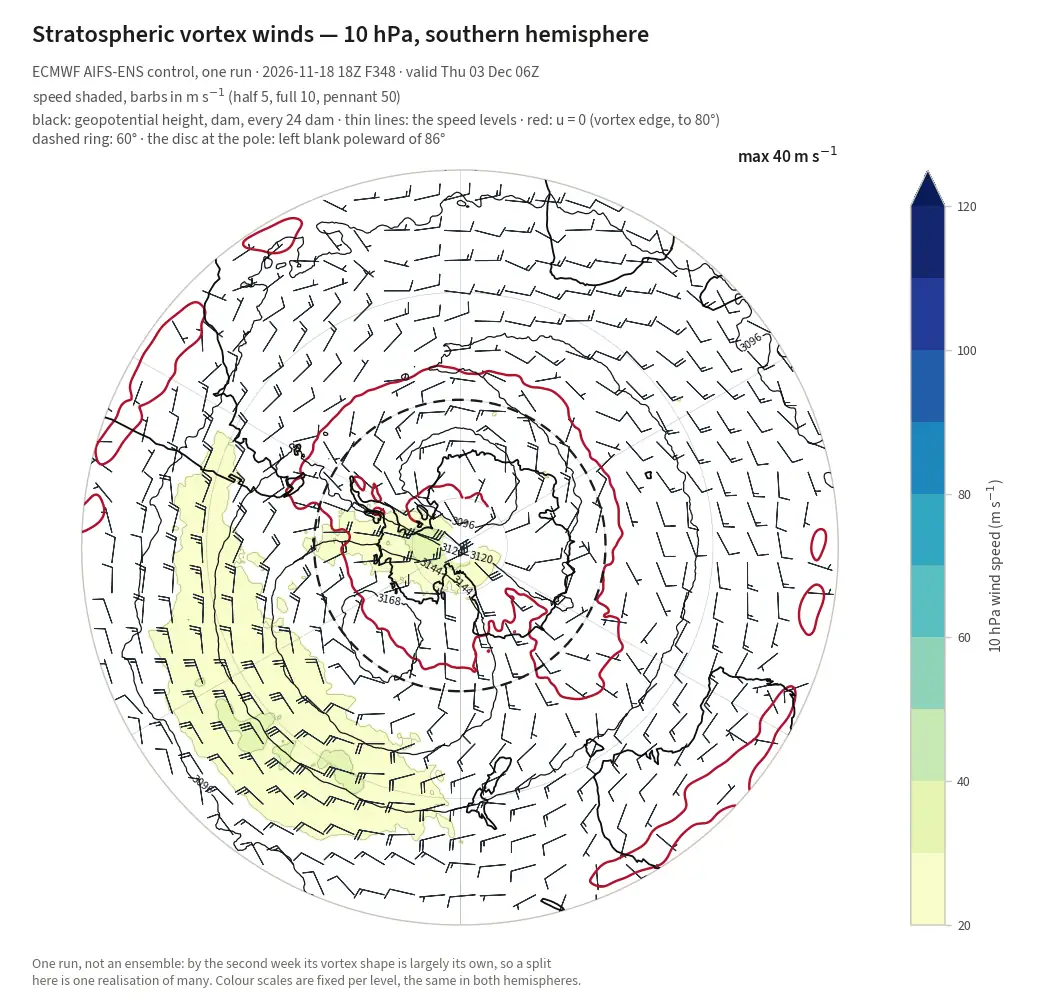 Stratospheric vortex winds — 10 hPa, southern hemisphere
ECMWF AIFS-ENS control, one run · 2026-11-18 18Z F348 · valid Thu 03 Dec 06Z
speed shaded, barbs in m s⁻¹ (half 5, full 10, pennant 50)
black: geopotential height, dam, every 24 dam · thin lines: the speed levels · red: u = 0 (vortex edge, to 80°)
dashed ring: 60° · the disc at the pole: left blank poleward of 86°
max 40 m s⁻¹
120
100
80
60
40
20
10 hPa wind speed (m s⁻¹)
3096
3096
3120
3120
3144
3144
3168
One run, not an ensemble: by the second week its vortex shape is largely its own, so a split
here is one realisation of many. Colour scales are fixed per level, the same in both hemispheres.